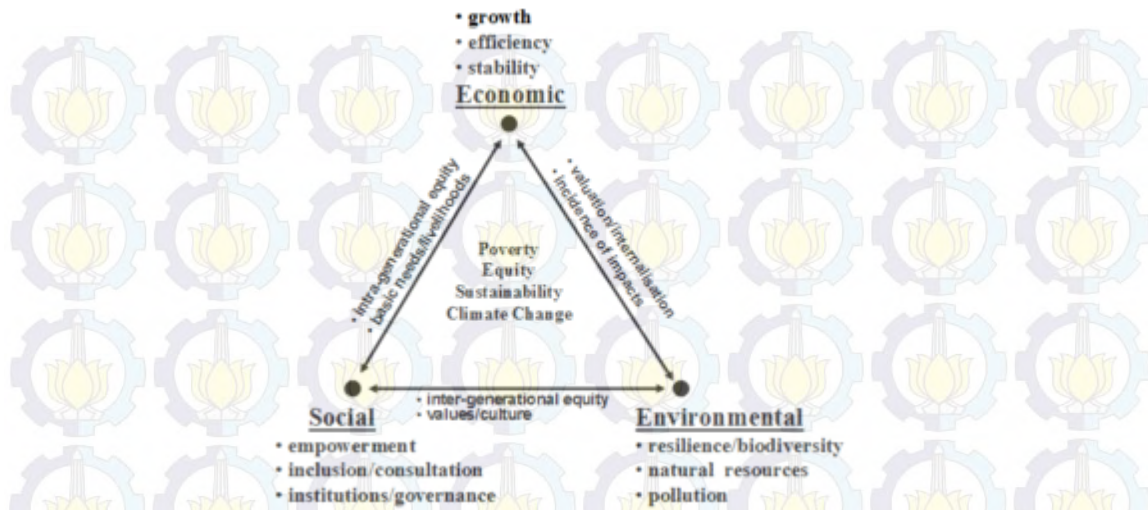 • growth
• efficiency
• stability
Economic
• intra-generational equity
• basic needs/livelihoods
• valuation/internalisation
• incidence of impacts
Poverty
Equity
Sustainability
Climate Change
• inter-generational equity
• values/culture
Social
• empowerment
• inclusion/consultation
• institutions/governance
Environmental
• resilience/biodiversity
• natural resources
• pollution